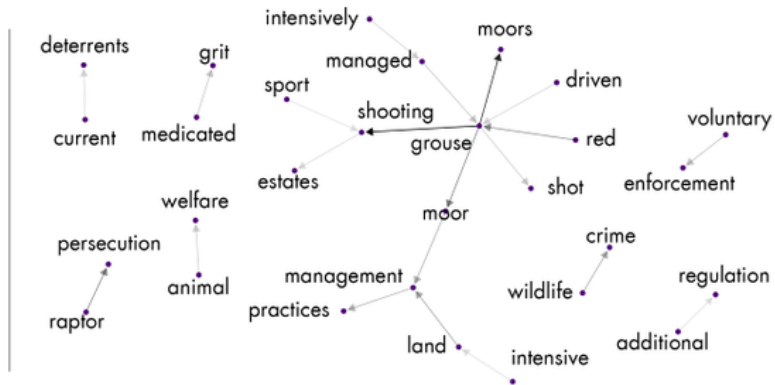 intensively
moors
deterrents
grit
managed
driven
sport
shooting
voluntary
current
medicated
grouse
red
estates
shot
enforcement
welfare
moor
persecution
crime
animal
management
regulation
wildlife
practices
raptor
land
additional
intensive